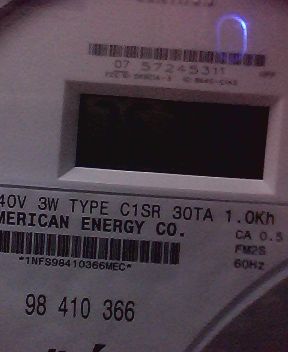 07 57245311
40V 3W TYPE C1SR 30TA 1.0Kh
MERICAN ENERGY CO.
CA 0.5
FM2S
60Hz
*1NFS98410366MEC*
98 410 366